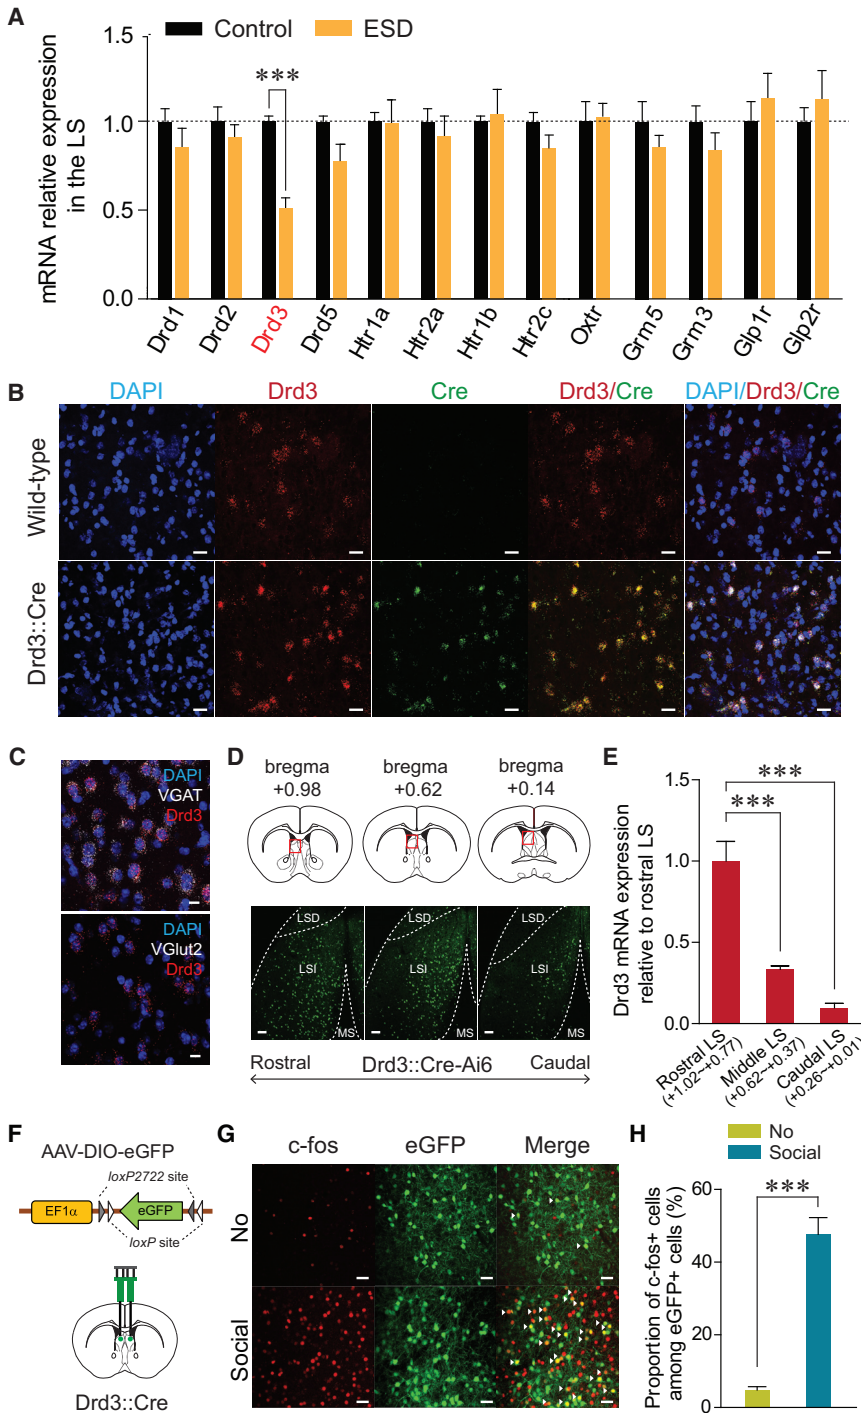 A
Control ESD
mRNA relative expression
in the LS
1.5
1.0
0.5
0.0
***
Drd1 Drd2 Drd3 Drd5 Htr1a Htr2a Htr1b Htr2c Oxtr Grm5 Grm3 Glp1r Glp2r
B
DAPI Drd3 Cre Drd3/Cre DAPI/Drd3/Cre
Wild-type
Drd3::Cre
C
DAPI
VGAT
Drd3
DAPI
VGlut2
Drd3
D
bregma bregma bregma
+0.98 +0.62 +0.14
LSD LSD LSD
LSI LSI LSI
MS MS MS
Rostral Drd3::Cre-Ai6 Caudal
E
Drd3 mRNA expression
relative to rostral LS
1.5
1.0
0.5
0.0
***
***
Rostral LS
(+1.02~+0.77)
Middle LS
(+0.62~+0.37)
Caudal LS
(+0.26~+0.01)
F
AAV-DIO-eGFP
loxP2722 site
EF1α eGFP
loxP site
Drd3::Cre
G
c-fos eGFP Merge
No
Social
H
No
Social
Proportion of c-fos+ cells
among eGFP+ cells (%)
60
40
20
0
***